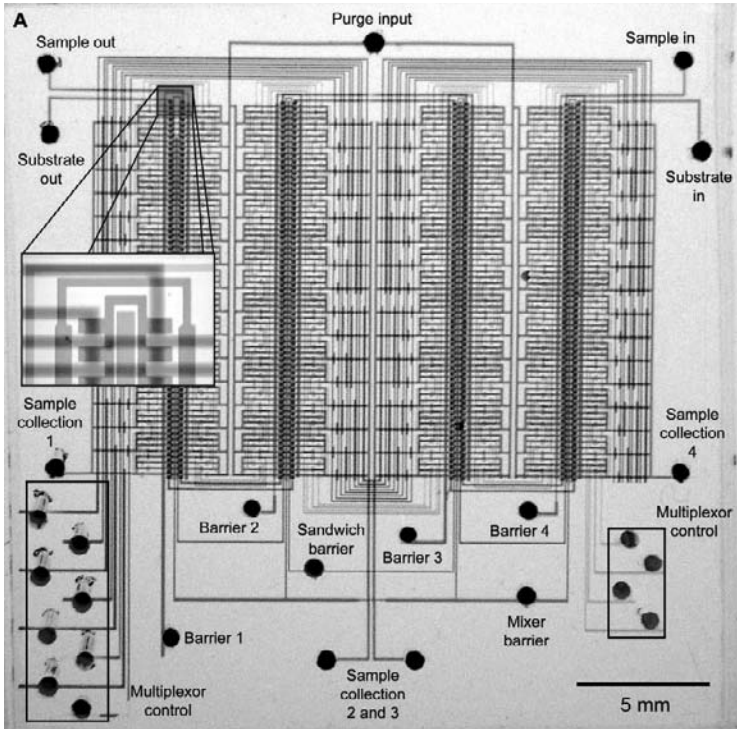 A
Purge input
Sample out
Sample in
Substrate
out
Substrate
in
Sample
collection
1
Sample
collection
4
Barrier 2
Sandwich
barrier
Barrier 3
Barrier 4
Multiplexor
control
Mixer
barrier
Barrier 1
Multiplexor
control
Sample
collection
2 and 3
5 mm